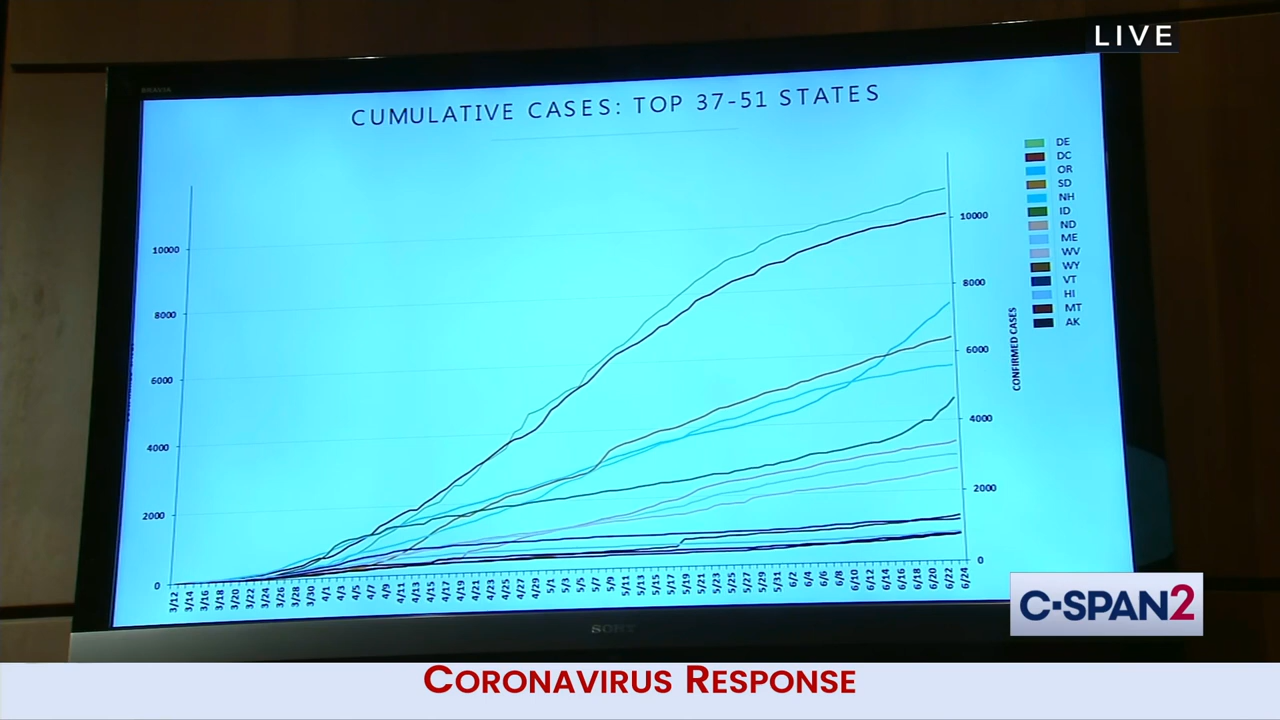 LIVE
BRAVIA
CUMULATIVE CASES: TOP 37-51 STATES
10000
8000
6000
4000
2000
0
10000
8000
6000
4000
2000
0
CONFIRMED CASES
DE
DC
OR
SD
NH
ID
ND
ME
WV
WY
VT
HI
MT
AK
3/12 3/14 3/16 3/18 3/20 3/22 3/24 3/26 3/28 3/30 4/1 4/3 4/5 4/7 4/9 4/11 4/13 4/15 4/17 4/19 4/21 4/23 4/25 4/27 4/29 5/1 5/3 5/5 5/7 5/9 5/11 5/13 5/15 5/17 5/19 5/21 5/23 5/25 5/27 5/29 5/31 6/2 6/4 6/6 6/8 6/10 6/12 6/14 6/16 6/18 6/20 6/22 6/24
SONY
C-SPAN2
CORONAVIRUS RESPONSE